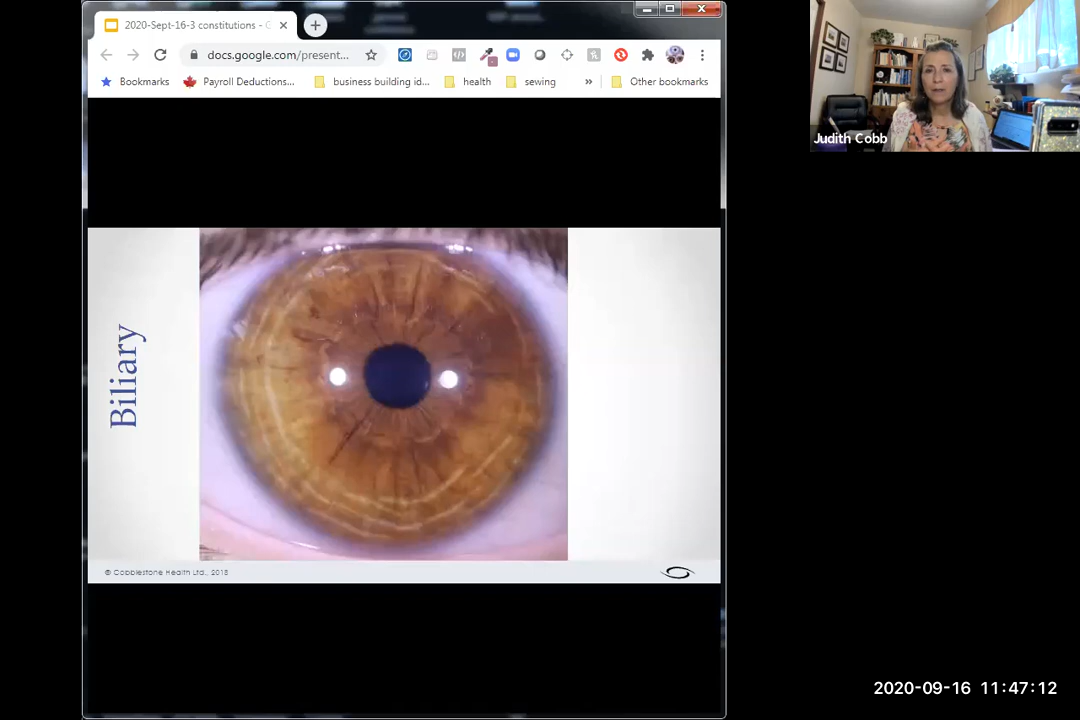 2020-Sept-16-3 constitutions - G
docs.google.com/present...
Bookmarks Payroll Deductions... business building id... health sewing » Other bookmarks
Judith Cobb
Biliary
© Cobblestone Health Ltd., 2018
2020-09-16 11:47:12